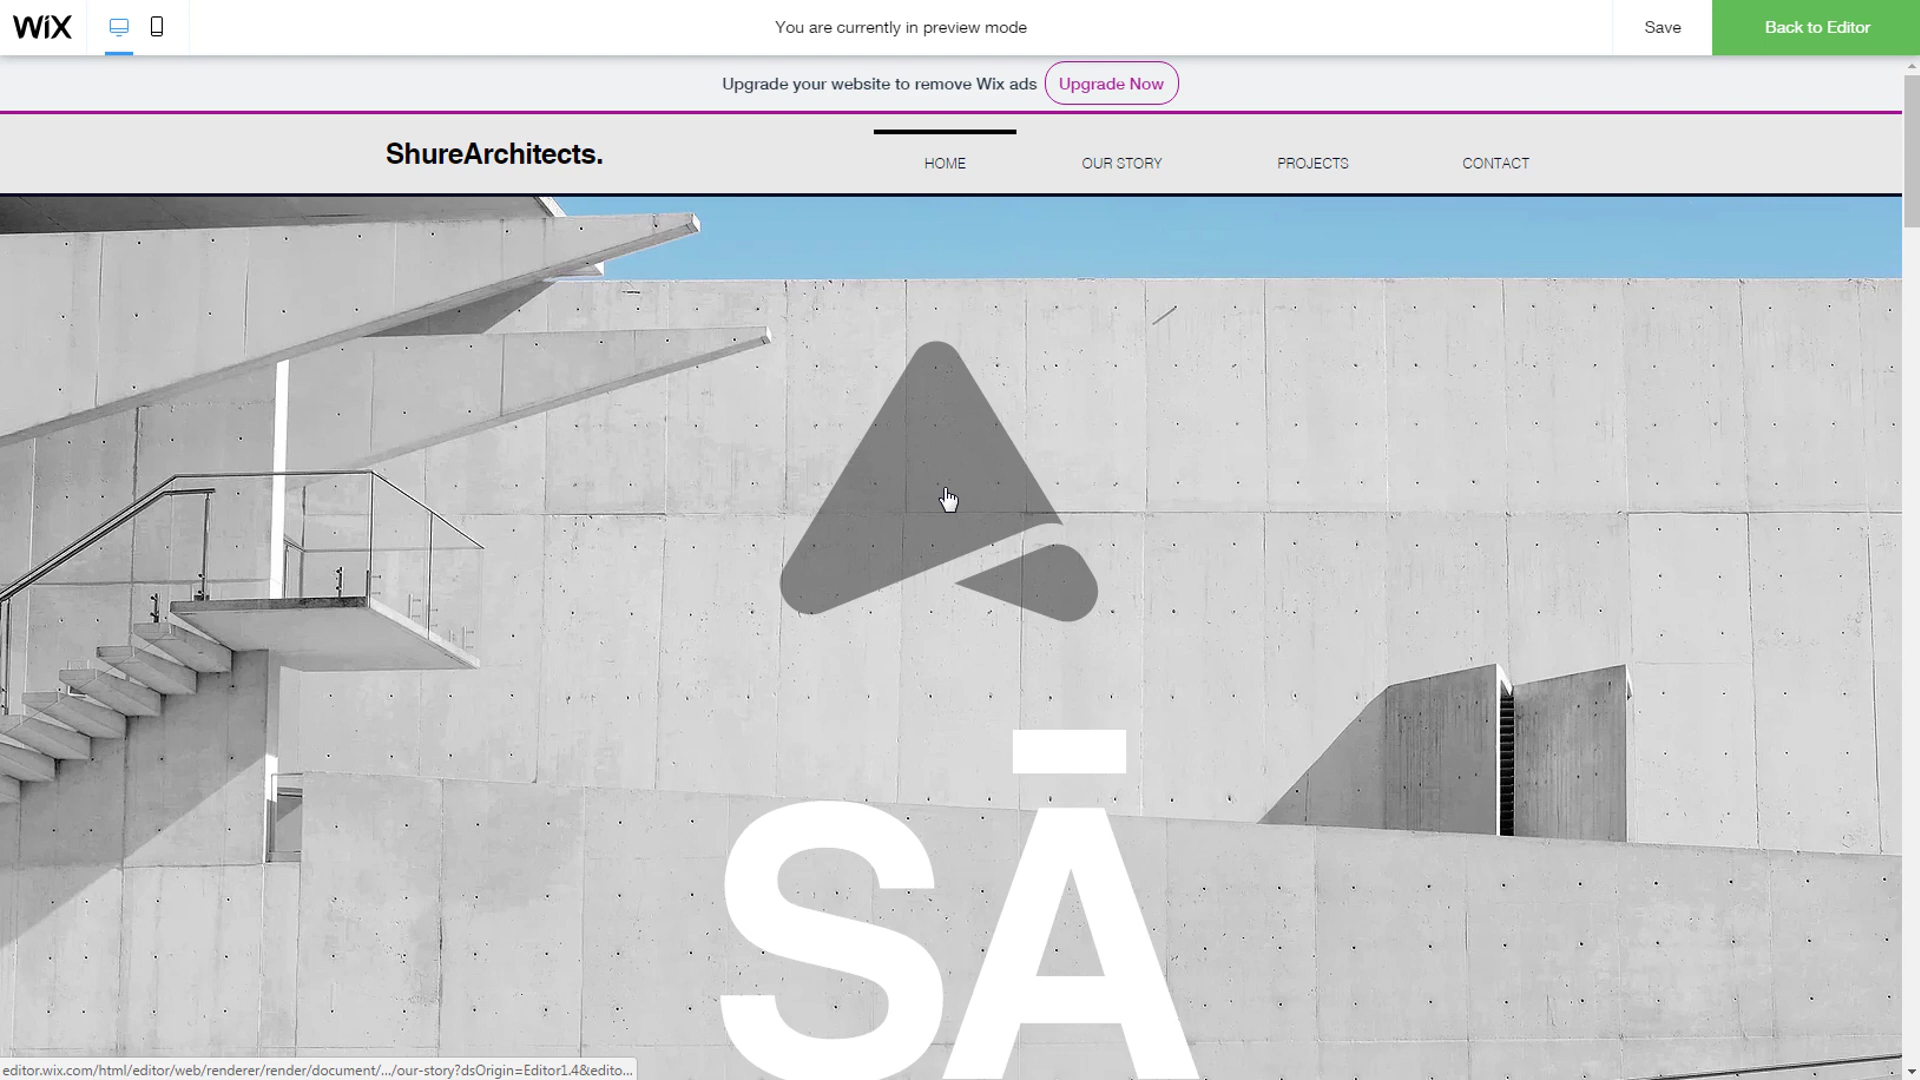 WiX
You are currently in preview mode
Save
Back to Editor
Upgrade your website to remove Wix ads
Upgrade Now
ShureArchitects.
HOME
OUR STORY
PROJECTS
CONTACT
SĀ
editor.wix.com/html/editor/web/renderer/render/document/.../our-story?dsOrigin=Editor1.4&edito...